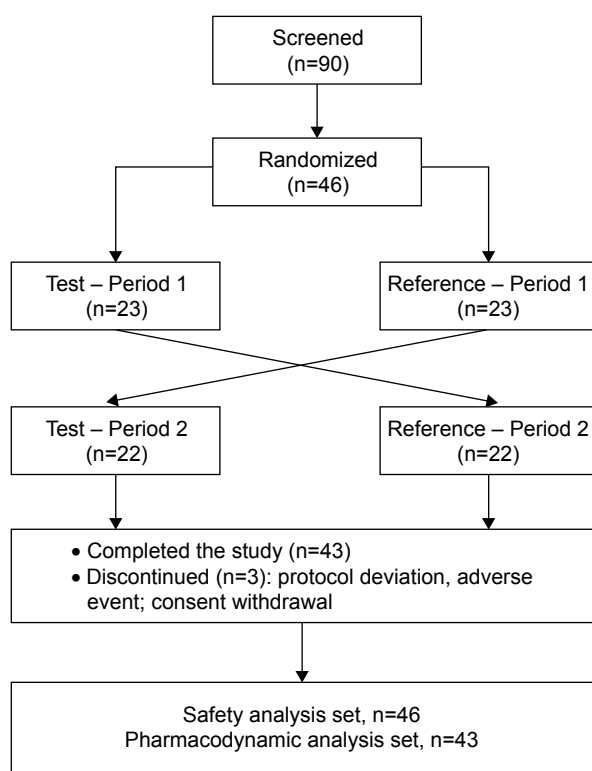 Screened
(n=90)
Randomized
(n=46)
Test – Period 1
(n=23)
Reference – Period 1
(n=23)
Test – Period 2
(n=22)
Reference – Period 2
(n=22)
• Completed the study (n=43)
• Discontinued (n=3): protocol deviation, adverse
event; consent withdrawal
Safety analysis set, n=46
Pharmacodynamic analysis set, n=43